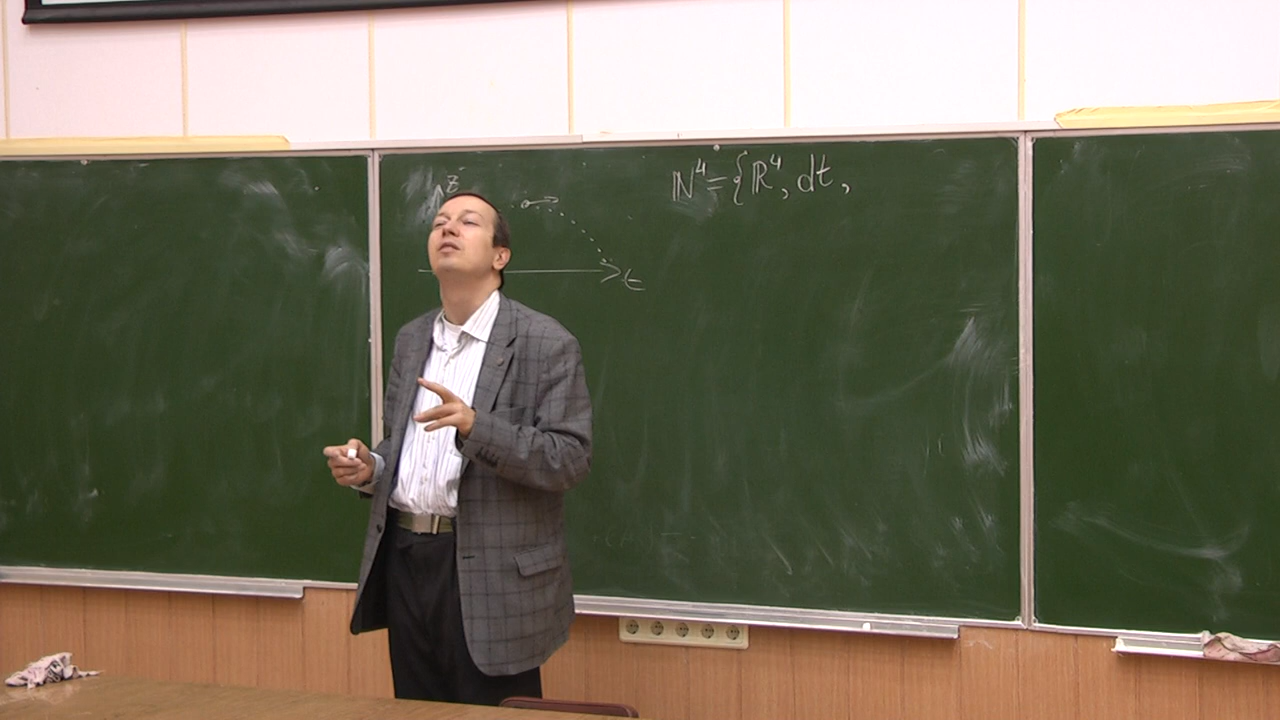 z
ℕ⁴={ℝ⁴, dt,
t